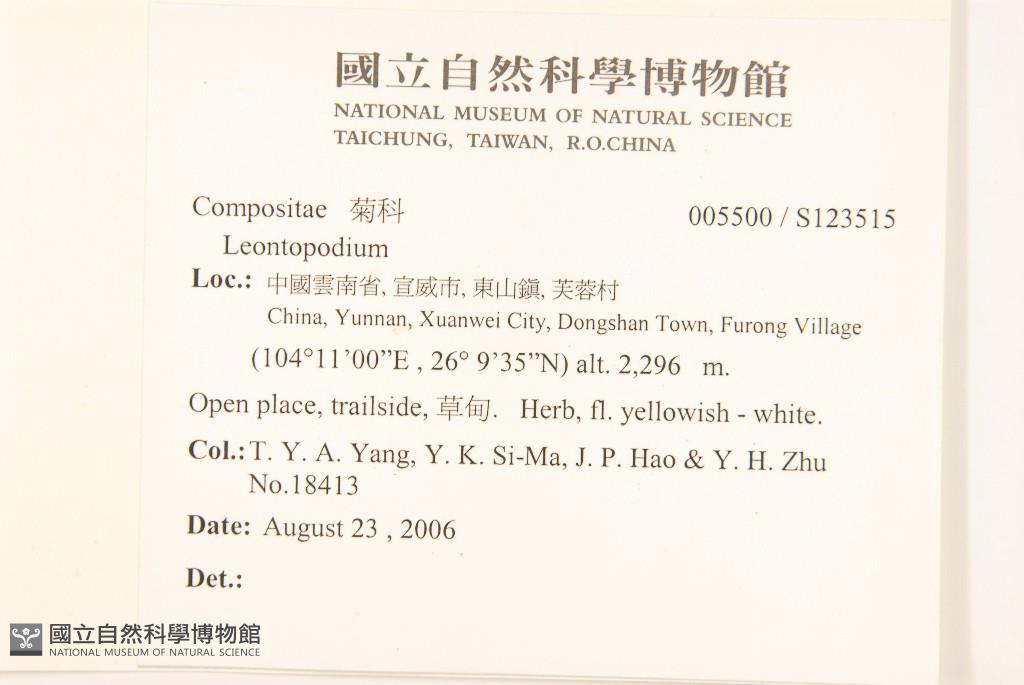 國立自然科學博物館
NATIONAL MUSEUM OF NATURAL SCIENCE
TAICHUNG, TAIWAN, R.O.CHINA
Compositae 菊科 005500 / S123515
Leontopodium
Loc.: 中國雲南省, 宣威市, 東山鎭, 芙蓉村
China, Yunnan, Xuanwei City, Dongshan Town, Furong Village
(104°11’00”E , 26° 9’35”N) alt. 2,296 m.
Open place, trailside, 草甸. Herb, fl. yellowish - white.
Col.: T. Y. A. Yang, Y. K. Si-Ma, J. P. Hao & Y. H. Zhu
No.18413
Date: August 23 , 2006
Det.:
國立自然科學博物館
NATIONAL MUSEUM OF NATURAL SCIENCE